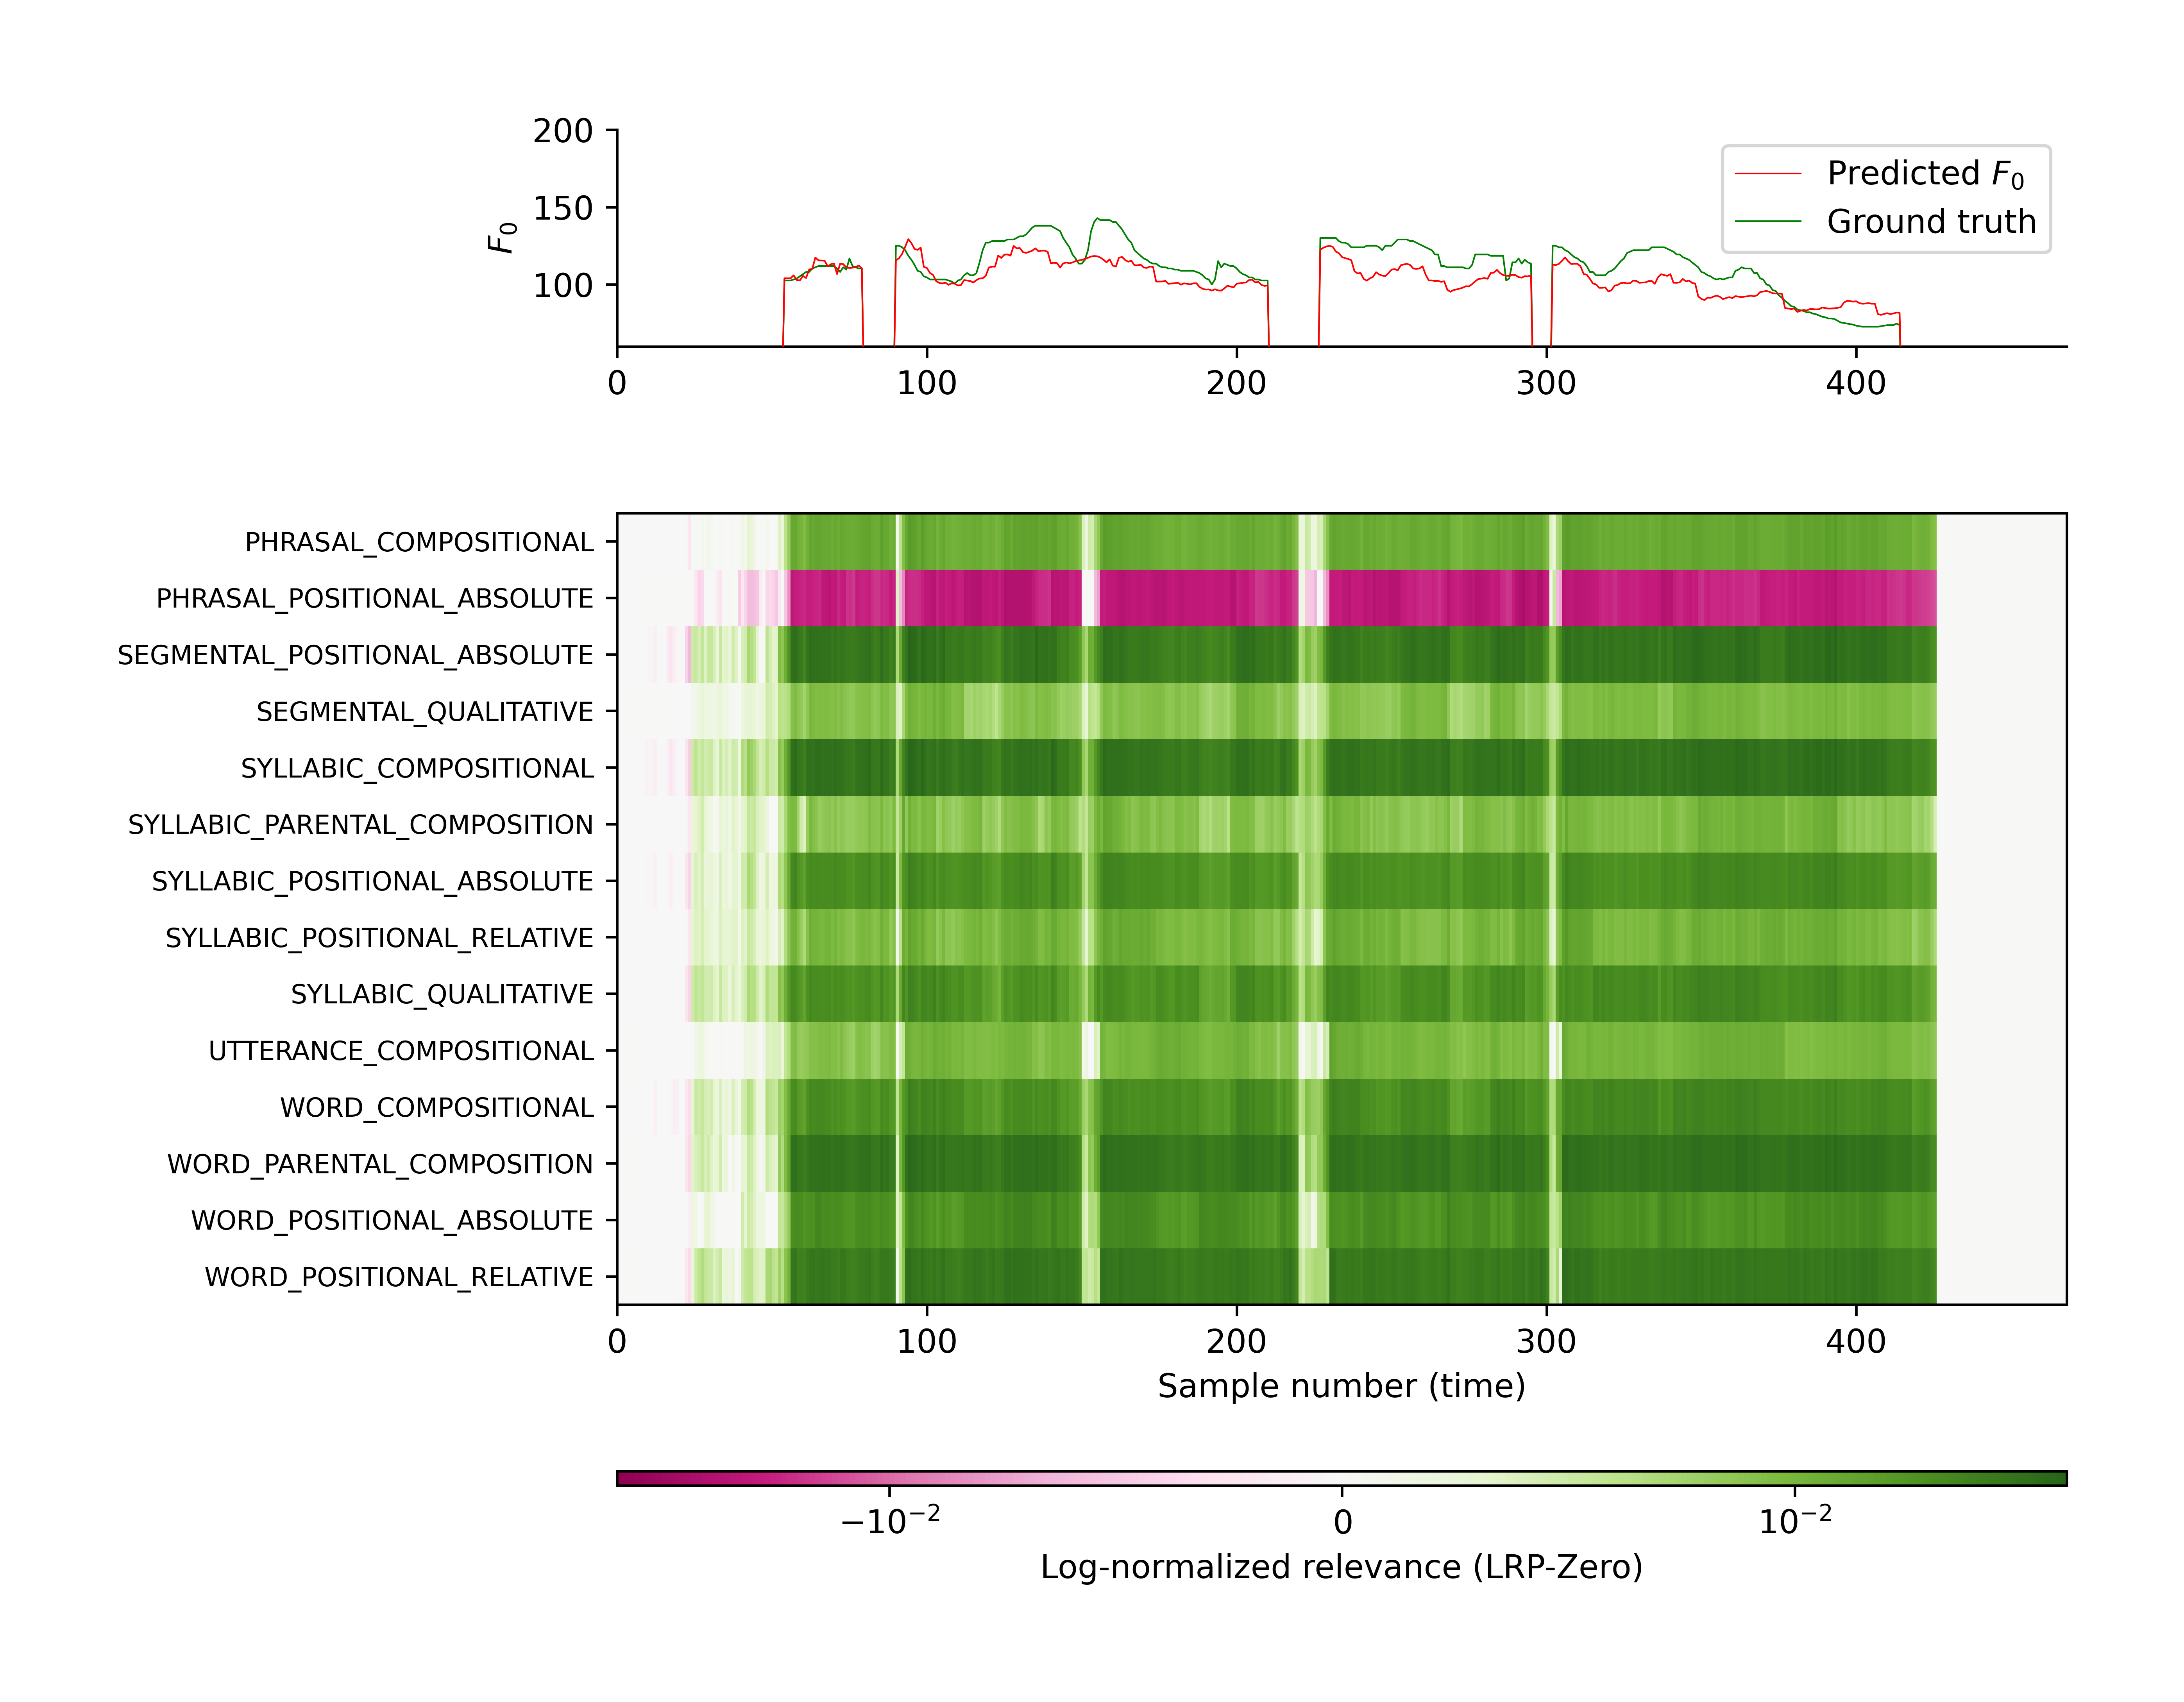 200
150
100
F₀
Predicted F₀
Ground truth
0 100 200 300 400
PHRASAL_COMPOSITIONAL
PHRASAL_POSITIONAL_ABSOLUTE
SEGMENTAL_POSITIONAL_ABSOLUTE
SEGMENTAL_QUALITATIVE
SYLLABIC_COMPOSITIONAL
SYLLABIC_PARENTAL_COMPOSITION
SYLLABIC_POSITIONAL_ABSOLUTE
SYLLABIC_POSITIONAL_RELATIVE
SYLLABIC_QUALITATIVE
UTTERANCE_COMPOSITIONAL
WORD_COMPOSITIONAL
WORD_PARENTAL_COMPOSITION
WORD_POSITIONAL_ABSOLUTE
WORD_POSITIONAL_RELATIVE
0 100 200 300 400
Sample number (time)
−10⁻² 0 10⁻²
Log-normalized relevance (LRP-Zero)